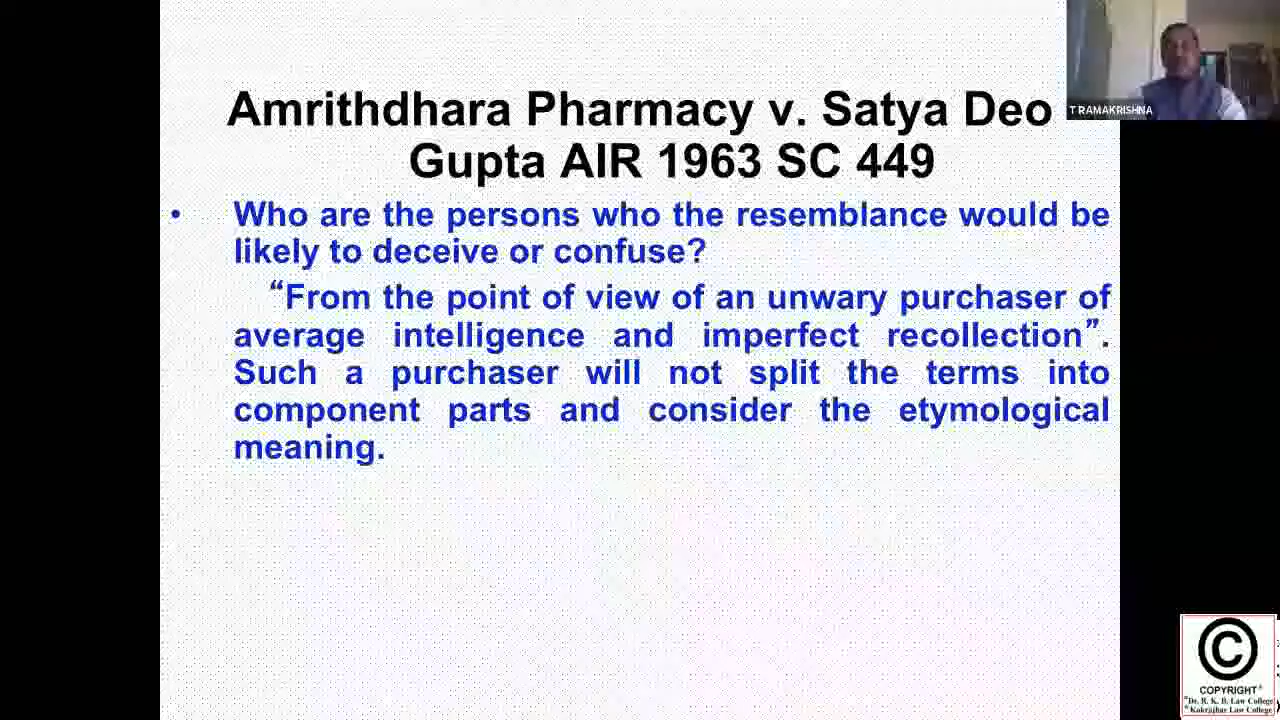 Amrithdhara Pharmacy v. Satya Deo
Gupta AIR 1963 SC 449
T RAMAKRISHNA
• Who are the persons who the resemblance would be
likely to deceive or confuse?
“From the point of view of an unwary purchaser of
average intelligence and imperfect recollection”.
Such a purchaser will not split the terms into
component parts and consider the etymological
meaning.
©
COPYRIGHT
*Dr. R. K. B. Law College
*Kokrajhar Law College